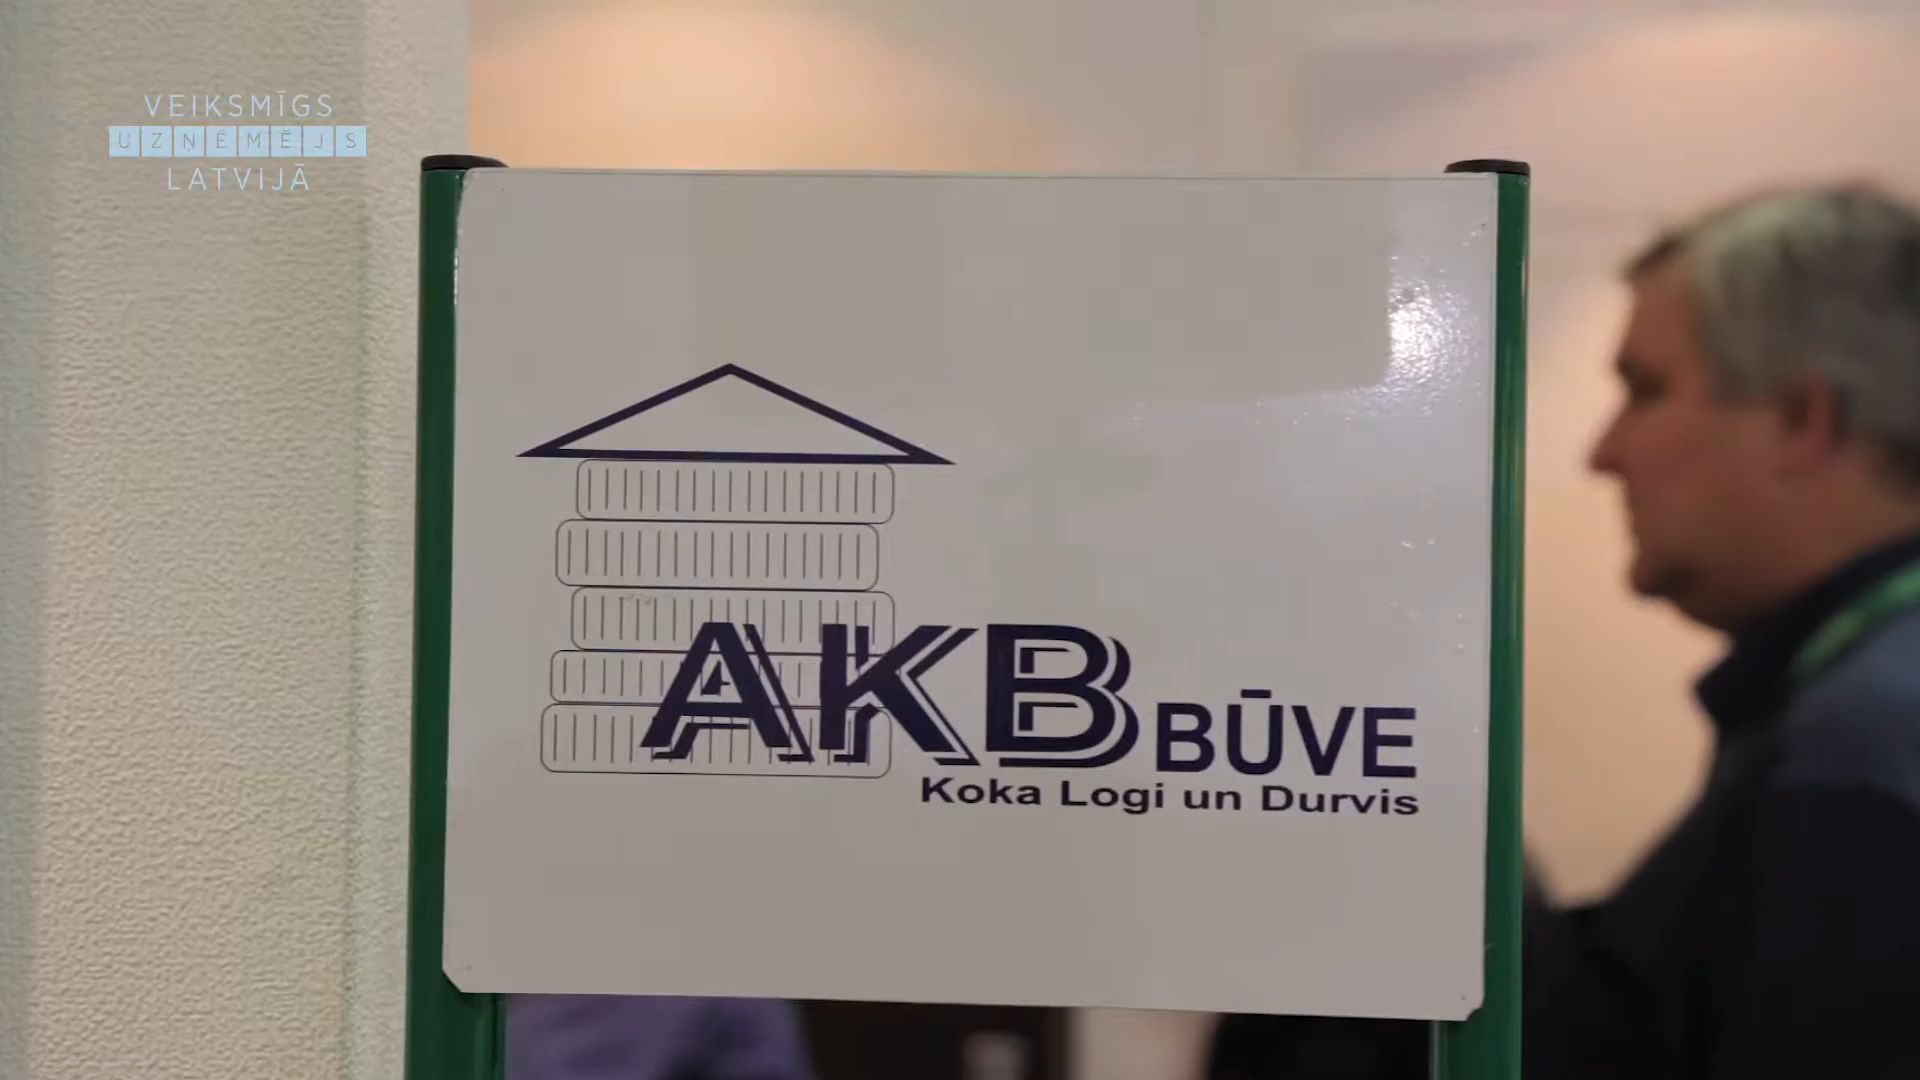 VEIKSMĪGS
UZŅĒMĒJS
LATVIJĀ
AKB BŪVE
Koka Logi un Durvis